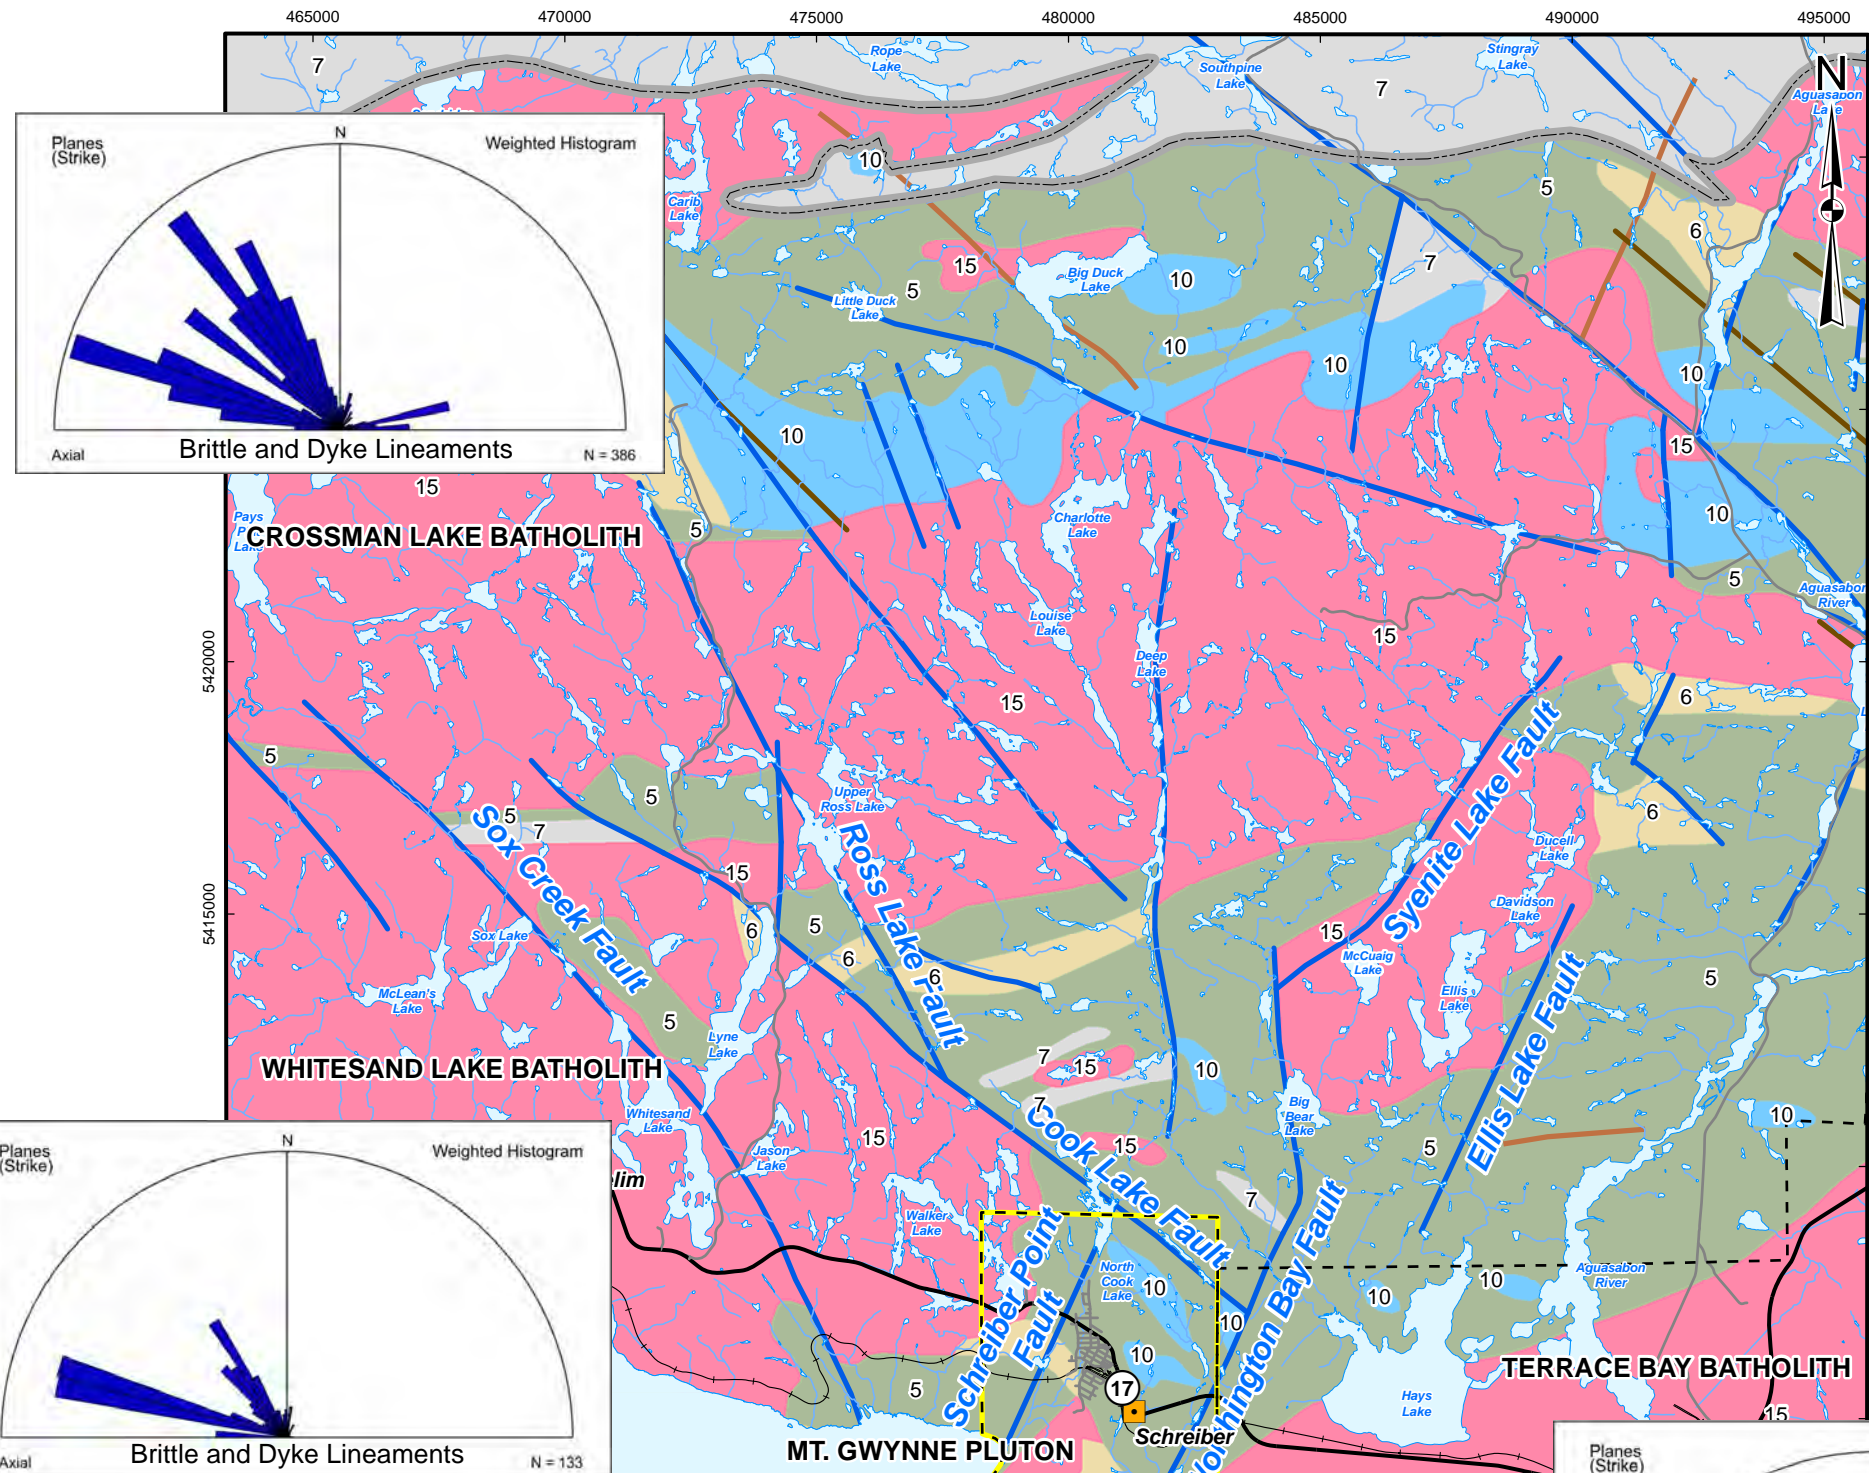 465000 470000 475000 480000 485000 490000 495000
7
Rope
Lake
Southpine
Lake
Stingray
Lake
7
N
Aguasabon
Lake
Planes
(Strike)
N
Weighted Histogram
Axial
Brittle and Dyke Lineaments
N = 386
10
Carib
Lake
5
6
15
Big Duck
Lake
10
7
5
Little Duck
Lake
10
10
10
10
15
15
Pays
Lake
CROSSMAN LAKE BATHOLITH
5
Charlotte
Lake
10
5
Aguasabon
River
Louise
Lake
15
5420000
Deep
Lake
15
6
5
5
Upper
Ross Lake
5
7
Sox Creek Fault
Ross Lake Fault
Syenite Lake Fault
6
Ducell
Lake
15
5415000
Davidson
Lake
6
5
15
Sox Lake
6
6
McCuaig
Lake
5
McLean's
Lake
Ellis
Lake
5
Lyne
Lake
Ellis Lake Fault
7
15
10
WHITESAND LAKE BATHOLITH
7
Whitesand
Lake
Cook Lake Fault
Big
Bear
Lake
10
15
15
5
Jason
Lake
lim
Walker
Lake
7
Schreiber Point
Fault
North
Cook
Lake
10
Aguasabon
River
10
10
10
10
5
17
Schreiber
TERRACE BAY BATHOLITH
Hays
Lake
15
MT. GWYNNE PLUTON
Planes
(Strike)
N
Weighted Histogram
Axial
Brittle and Dyke Lineaments
N = 133
Planes
(Strike)